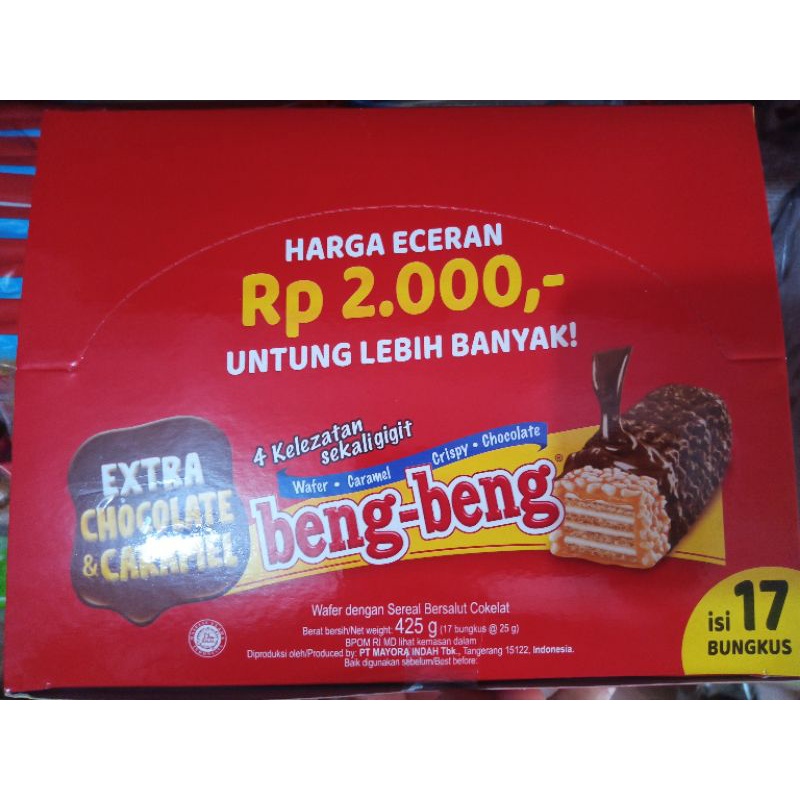 HARGA ECERAN
Rp 2.000,-
UNTUNG LEBIH BANYAK!
4 Kelezatan
sekali gigit
Wafer • Caramel Crispy • Chocolate
beng-beng®
EXTRA
CHOCOLATE
& CARAMEL
Wafer dengan Sereal Bersalut Cokelat
Berat bersih/Net weight: 425 g (17 bungkus @ 25 g)
BPOM RI MD lihat kemasan dalam
Diproduksi oleh/Produced by: PT MAYORA INDAH Tbk., Tangerang 15122, Indonesia.
Baik digunakan sebelum/Best before:
isi 17
BUNGKUS